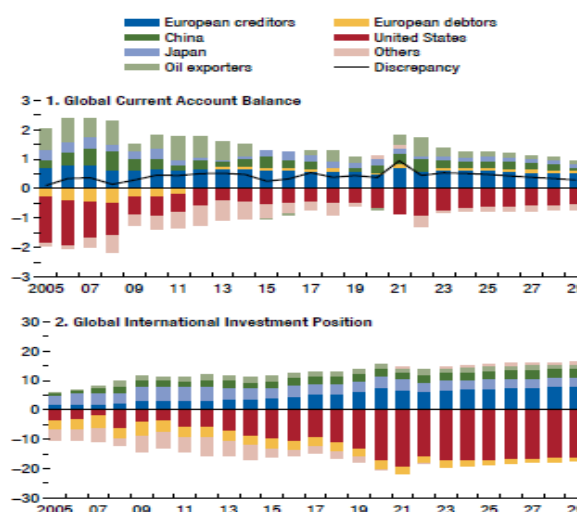 European creditors European debtors
China United States
Japan Others
Oil exporters Discrepancy
3 – 1. Global Current Account Balance
2
1
0
–1
–2
–3
2005 07 09 11 13 15 17 19 21 23 25 27 29
30 – 2. Global International Investment Position
20
10
0
–10
–20
–30
2005 07 09 11 13 15 17 19 21 23 25 27